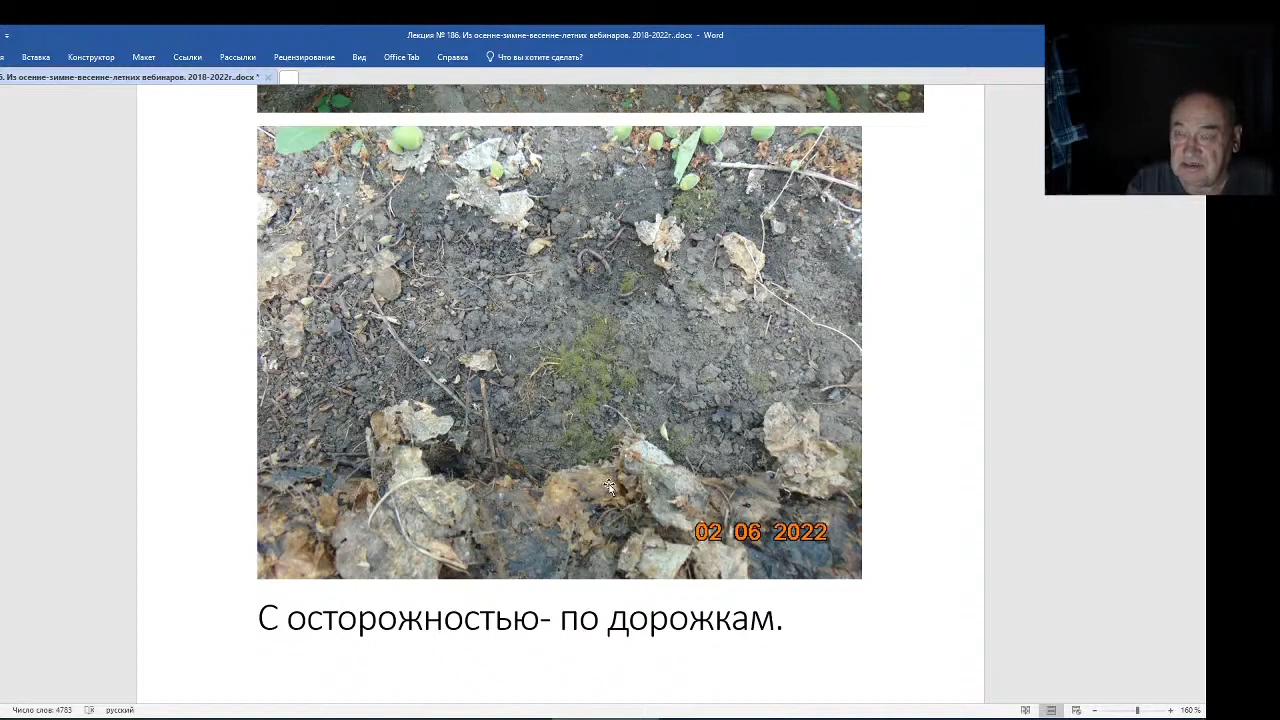 Лекция № 186. Из осенне-зимне-весенне-летних вебинаров. 2018-2022г..docx - Word
Вставка Конструктор Макет Ссылки Рассылки Рецензирование Вид Office Tab Справка Что вы хотите сделать?
6. Из осенне-зимне-весенне-летних вебинаров. 2018-2022г..docx *
02 06 2022
С осторожностью- по дорожкам.
Число слов: 4783 русский 160 %